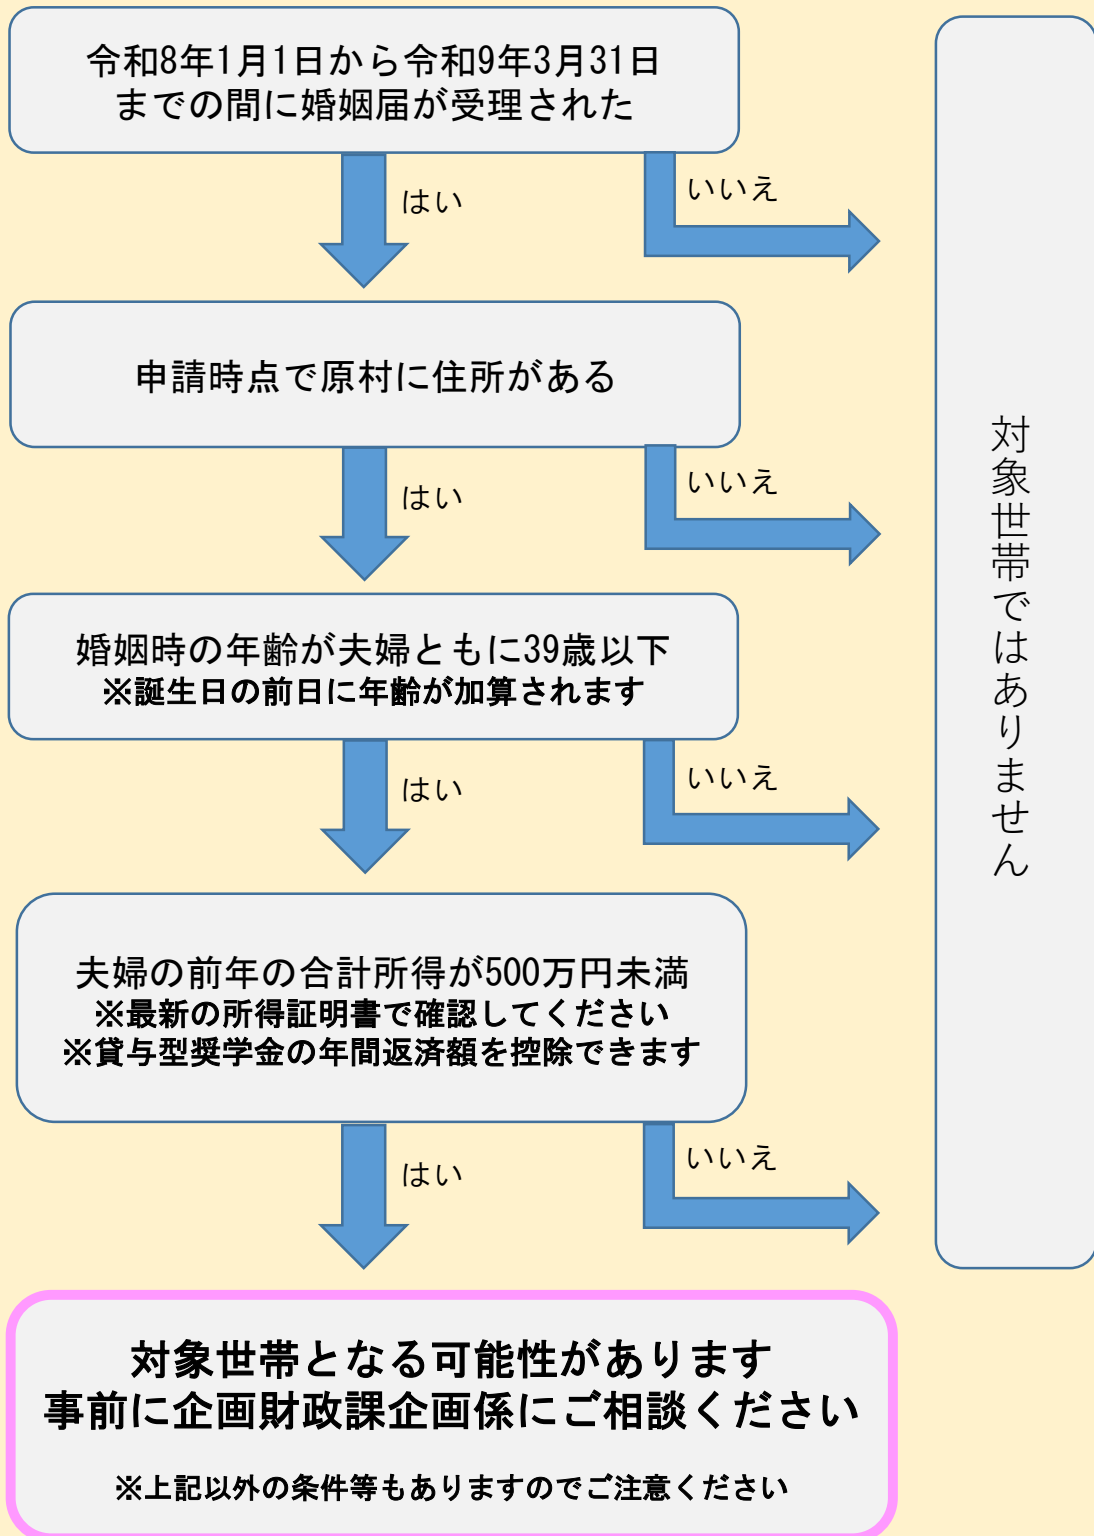 令和8年1月1日から令和9年3月31日
までの間に婚姻届が受理された
はい
いいえ
申請時点で原村に住所がある
はい
いいえ
婚姻時の年齢が夫婦ともに39歳以下
※誕生日の前日に年齢が加算されます
はい
いいえ
夫婦の前年の合計所得が500万円未満
※最新の所得証明書で確認してください
※貸与型奨学金の年間返済額を控除できます
はい
いいえ
対象世帯ではありません
対象世帯となる可能性があります
事前に企画財政課企画係にご相談ください
※上記以外の条件等もありますのでご注意ください